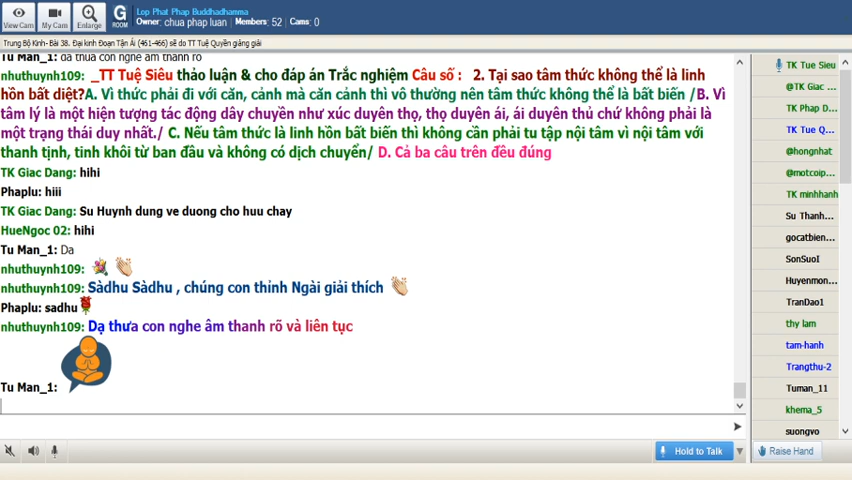 View Cam
My Cam
Enlarge
G
ROOM
Lop Phat Phap Buddhadhamma
Owner: chua phap luan Members: 52 Cams: 0
Trung Bộ Kinh- Bài 38. Đại kinh Đoạn Tận Ái (461-466) sẽ do TT Tuệ Quyền giảng giải
Tu Man_1: da thua con nghe am thanh ro
nhuthuynh109: _TT Tuệ Siêu thảo luận & cho đáp án Trắc nghiệm Câu số : 2. Tại sao tâm thức không thể là linh
hồn bất diệt?A. Vì thức phải đi với căn, cảnh mà căn cảnh thì vô thường nên tâm thức không thể là bất biến /B. Vì
tâm lý là một hiện tượng tác động dây chuyền như xúc duyên thọ, thọ duyên ái, ái duyên thủ chứ không phải là
một trạng thái duy nhất./ C. Nếu tâm thức là linh hồn bất biến thì không cần phải tu tập nội tâm vì nội tâm vớ
thanh tịnh, tinh khôi từ ban đâu và không có dịch chuyển/ D. Cả ba câu trên đều đúng
TK Giac Dang: hihi
Phaplu: hiii
TK Giac Dang: Su Huynh dung ve duong cho huu chay
HueNgoc 02: hihi
Tu Man_1: Da
nhuthuynh109:
nhuthuynh109: Sàdhu Sàdhu , chúng con thỉnh Ngài giải thích
Phaplu: sadhu
nhuthuynh109: Dạ thưa con nghe âm thanh rõ và liên tục
Tu Man_1:
Hold to Talk
TK Tue Sieu
@TK Giac ...
TK Phap D...
TK Tue Q...
@hongnhat
@motcoip...
TK minhhanh
Su Thanh...
gocatbien...
SonSuoI
Huyenmon...
TranDao1
thy lam
tam-hanh
Trangthu-2
Tuman_11
khema_5
suongvo
Raise Hand